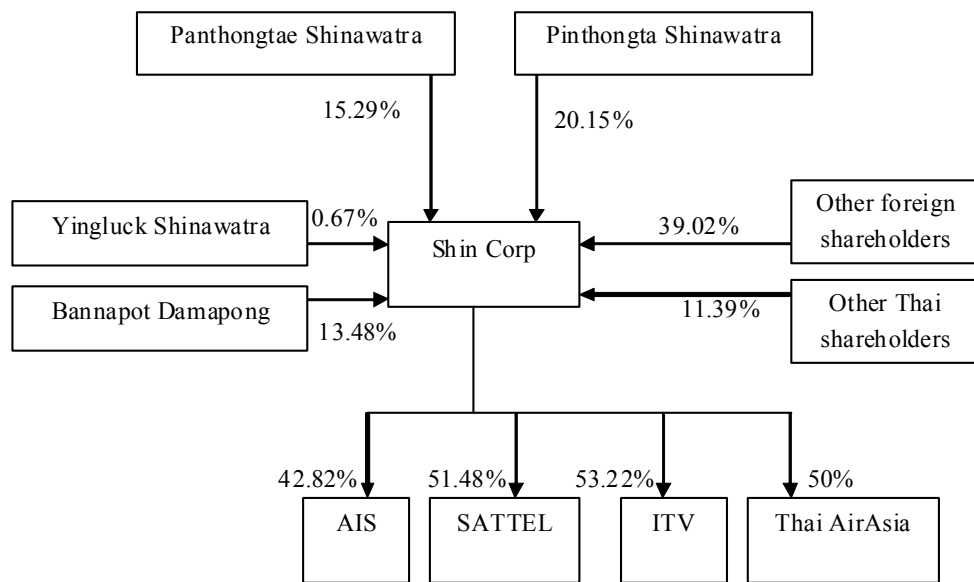 Panthongtae Shinawatra
Pinthongta Shinawatra
15.29%
20.15%
Yingluck Shinawatra
0.67%
Shin Corp
39.02%
Other foreign
shareholders
Bannapot Damapong
13.48%
11.39%
Other Thai
shareholders
42.82%
51.48%
53.22%
50%
AIS
SATTEL
ITV
Thai AirAsia